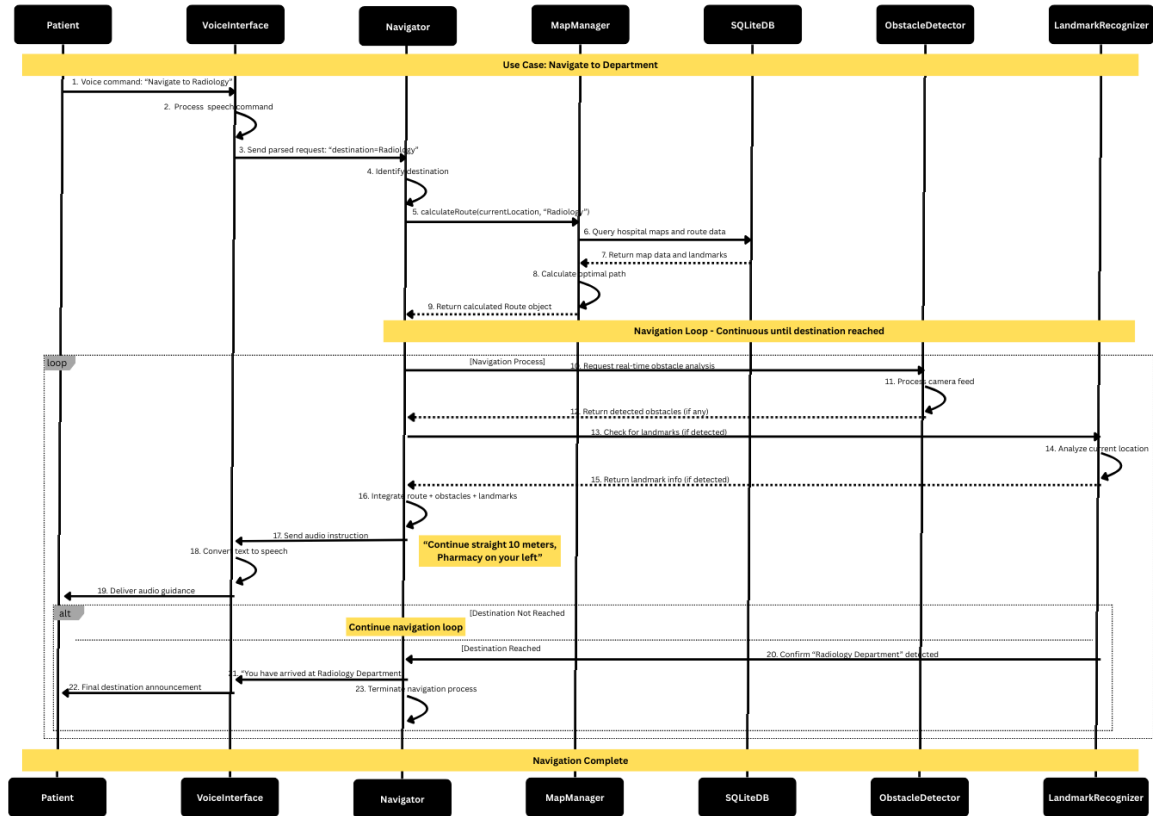 Patient
VoiceInterface
Navigator
MapManager
SQLiteDB
ObstacleDetector
LandmarkRecognizer
Use Case: Navigate to Department
1. Voice command: “Navigate to Radiology”
2. Process speech command
3. Send parsed request: “destination=Radiology”
4. Identify destination
5. calculateRoute(currentLocation, “Radiology”)
6. Query hospital maps and route data
7. Return map data and landmarks
8. Calculate optimal path
9. Return calculated Route object
Navigation Loop - Continuous until destination reached
loop
[Navigation Process]
10. Request real-time obstacle analysis
11. Process camera feed
12. Return detected obstacles (if any)
13. Check for landmarks (if detected)
14. Analyze current location
15. Return landmark info (if detected)
16. Integrate route + obstacles + landmarks
17. Send audio instruction
“Continue straight 10 meters,
Pharmacy on your left”
18. Convert text to speech
19. Deliver audio guidance
alt
[Destination Not Reached
Continue navigation loop
[Destination Reached
20. Confirm “Radiology Department” detected
21. “You have arrived at Radiology Department
22. Final destination announcement
23. Terminate navigation process
Navigation Complete
Patient
VoiceInterface
Navigator
MapManager
SQLiteDB
ObstacleDetector
LandmarkRecognizer